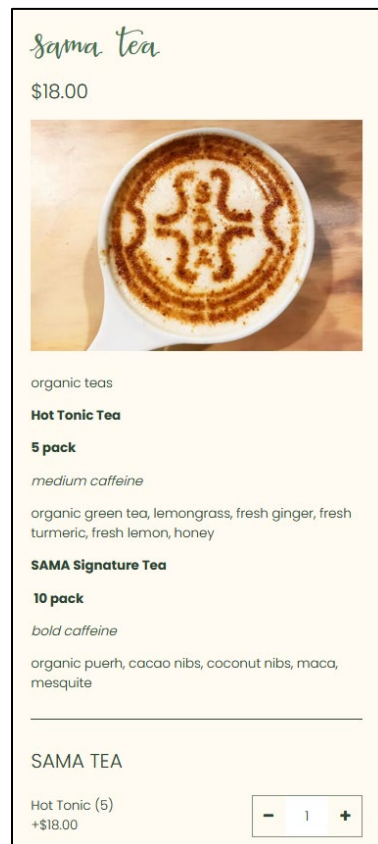 sama tea
$18.00
SAMA
organic teas
Hot Tonic Tea
5 pack
medium caffeine
organic green tea, lemongrass, fresh ginger, fresh
turmeric, fresh lemon, honey
SAMA Signature Tea
10 pack
bold caffeine
organic puerh, cacao nibs, coconut nibs, maca,
mesquite
SAMA TEA
Hot Tonic (5)
+$18.00
− 1 +